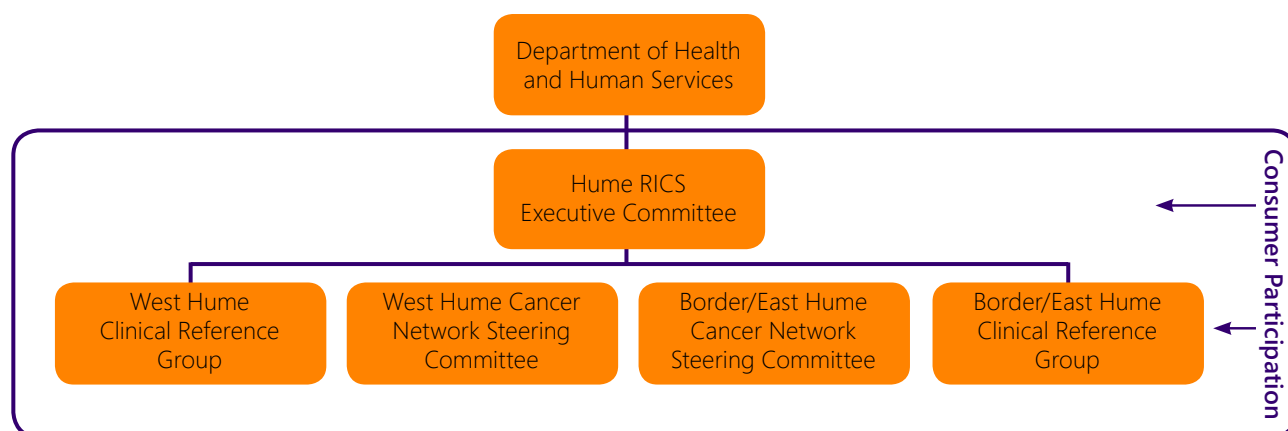 Department of Health
and Human Services
Hume RICS
Executive Committee
West Hume
Clinical Reference
Group
West Hume Cancer
Network Steering
Committee
Border/East Hume
Cancer Network
Steering Committee
Border/East Hume
Clinical Reference
Group
Consumer Participation